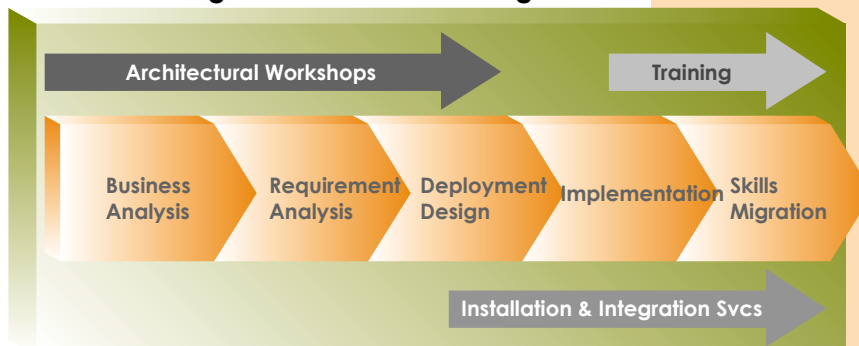 Architectural Workshops
Training
Business
Analysis
Requirement
Analysis
Deployment
Design
Implementation
Skills
Migration
Installation & Integration Svcs